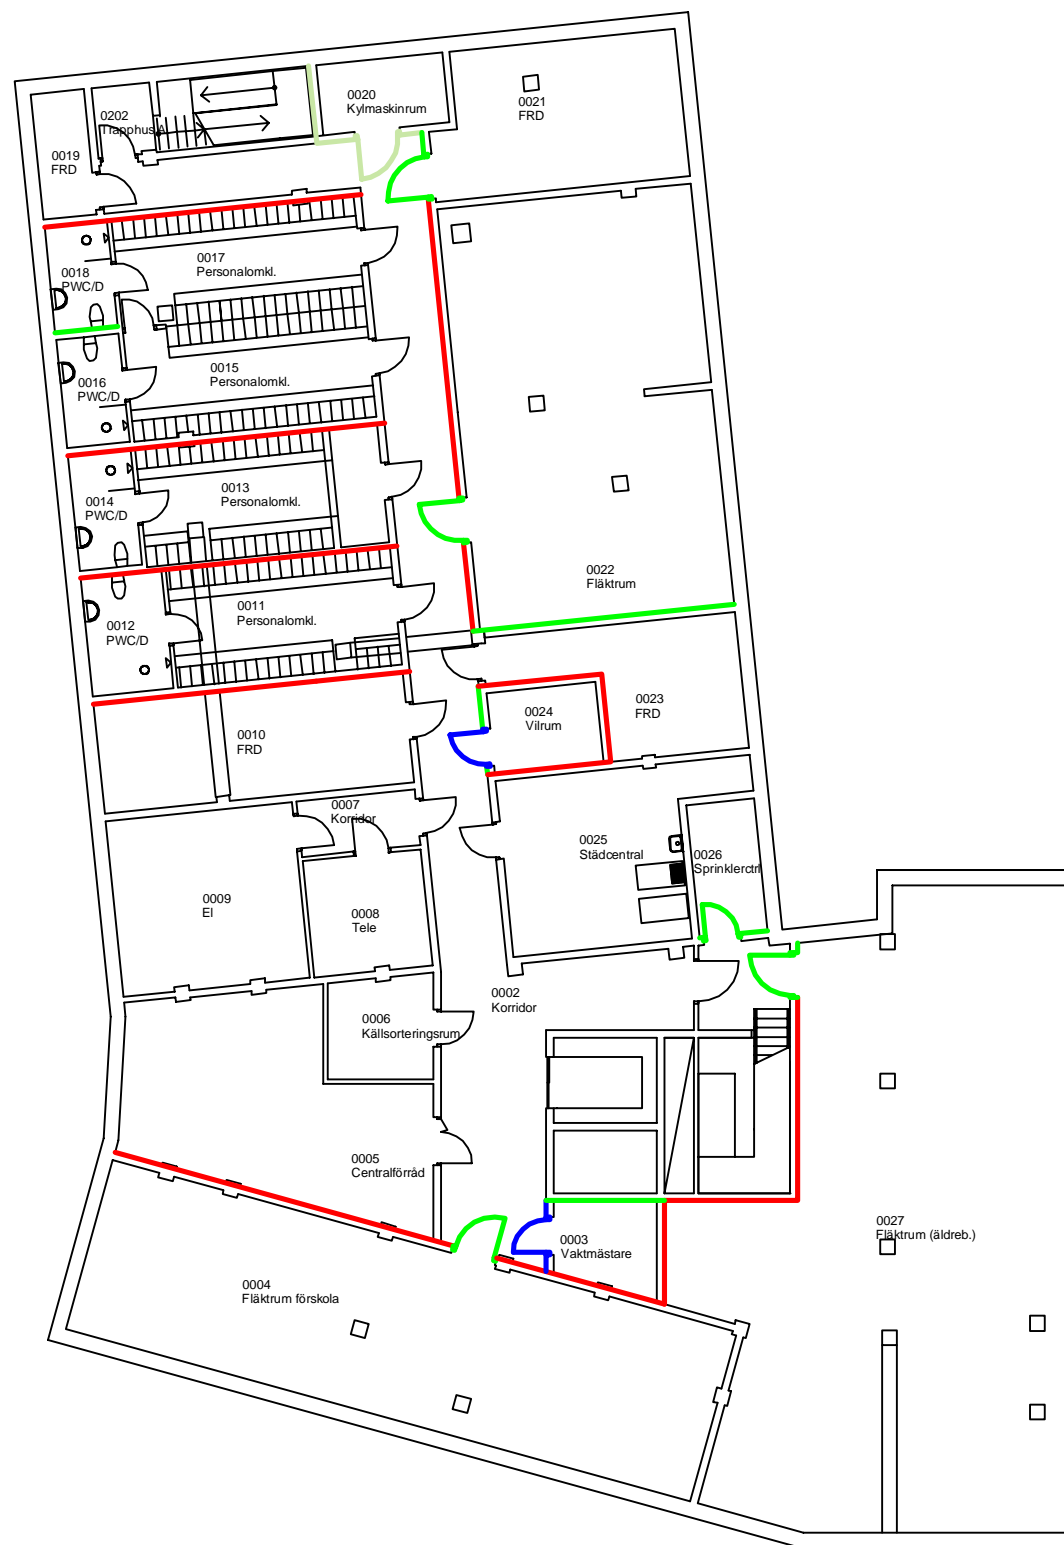 0020
Kylmaskinrum
0021
FRD
0202
Trapphus A
0019
FRD
0017
Personalomkl.
0018
PWC/D
0015
Personalomkl.
0016
PWC/D
0013
Personalomkl.
0014
PWC/D
0022
Fläktrum
0011
Personalomkl.
0012
PWC/D
0023
FRD
0024
Vilrum
0010
FRD
0007
Korridor
0025
Städcentral
0026
Sprinklerctrl
0009
El
0008
Tele
0002
Korridor
0006
Källsorteringsrum
0005
Centralförråd
0027
Fläktrum (äldreb.)
0003
Vaktmästare
0004
Fläktrum förskola